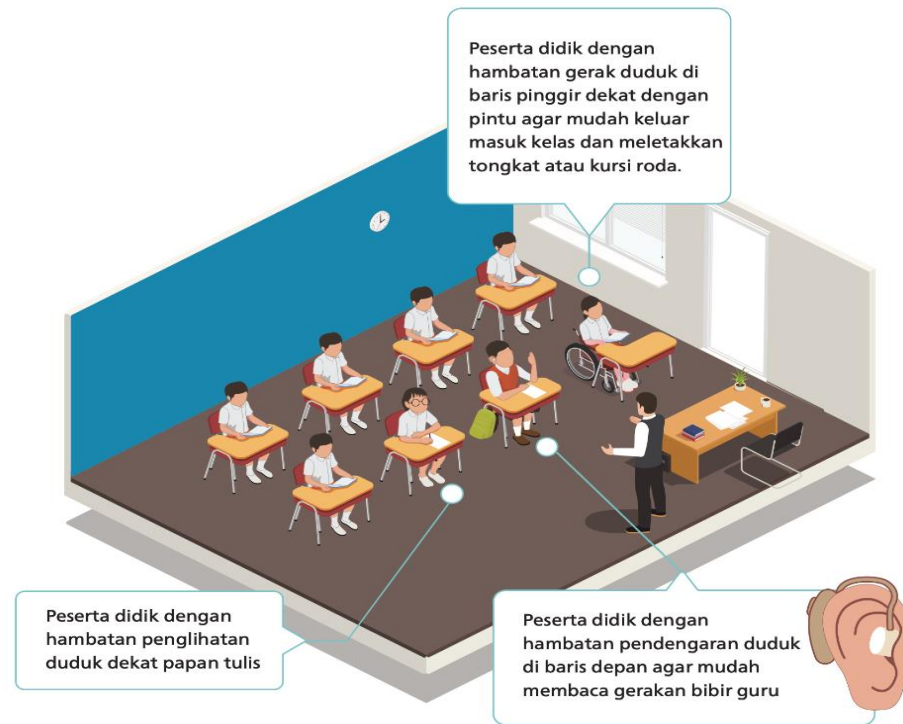 Peserta didik dengan
hambatan gerak duduk di
baris pinggir dekat dengan
pintu agar mudah keluar
masuk kelas dan meletakkan
tongkat atau kursi roda.
Peserta didik dengan
hambatan penglihatan
duduk dekat papan tulis
Peserta didik dengan
hambatan pendengaran duduk
di baris depan agar mudah
membaca gerakan bibir guru